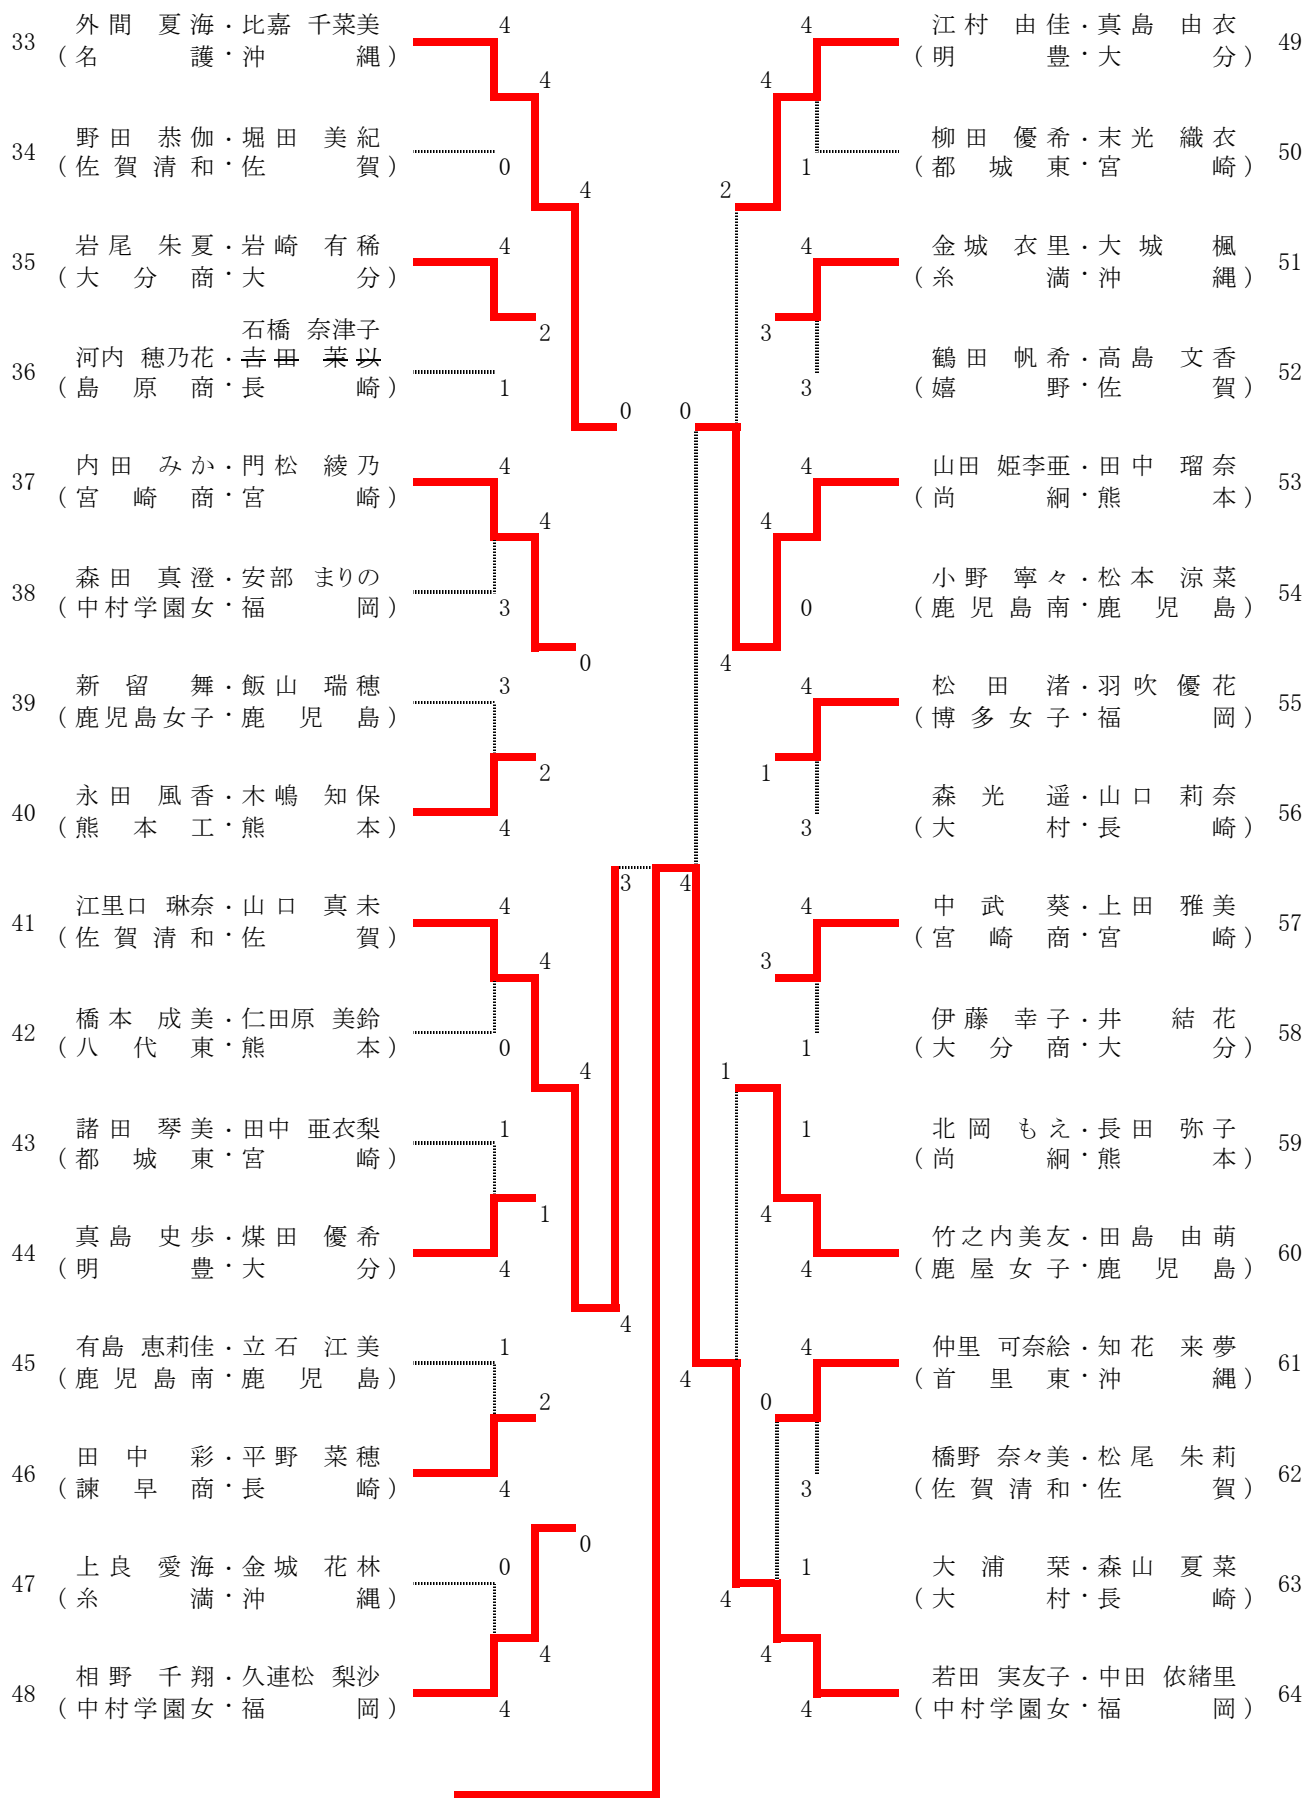 33 外間 夏海・比嘉 千菜美
(名護・沖縄)
34 野田 恭伽・堀田 美紀
(佐賀清和・佐賀)
35 岩尾 朱夏・岩崎 有稀
(大分商・大分)
石橋 奈津子
36 河内 穂乃花・吉田 茉以
(島原商・長崎)
37 内田 みか・門松 綾乃
(宮崎商・宮崎)
38 森田 真澄・安部 まりの
(中村学園女・福岡)
39 新留 舞・飯山 瑞穂
(鹿児島女子・鹿児島)
40 永田 風香・木嶋 知保
(熊本工・熊本)
41 江里口 琳奈・山口 真未
(佐賀清和・佐賀)
42 橋本 成美・仁田原 美鈴
(八代東・熊本)
43 諸田 琴美・田中 亜衣梨
(都城東・宮崎)
44 真島 史歩・煤田 優希
(明豊・大分)
45 有島 恵莉佳・立石 江美
(鹿児島南・鹿児島)
46 田中 彩・平野 菜穂
(諫早商・長崎)
47 上良 愛海・金城 花林
(糸満・沖縄)
48 相野 千翔・久連松 梨沙
(中村学園女・福岡)
4
4
0
4
4
2
1
0
4
4
3
0
3
2
4
3
4
4
0
4
1
1
4
4
1
2
4
0
0
4
4
4
4
1
2
4
3
3
0
4
4
0
4
4
1
3
4
4
3
1
1
1
4
4
4
4
0
3
1
4
4
4
江村 由佳・真島 由衣 49
(明豊・大分)
柳田 優希・末光 織衣 50
(都城東・宮崎)
金城 衣里・大城 楓 51
(糸満・沖縄)
鶴田 帆希・高島 文香 52
(嬉野・佐賀)
山田 姫李亜・田中 瑠奈 53
(尚絅・熊本)
小野 寧々・松本 涼菜 54
(鹿児島南・鹿児島)
松田 渚・羽吹 優花 55
(博多女子・福岡)
森光 遥・山口 莉奈 56
(大村・長崎)
中武 葵・上田 雅美 57
(宮崎商・宮崎)
伊藤 幸子・井 結花 58
(大分商・大分)
北岡 もえ・長田 弥子 59
(尚絅・熊本)
竹之内美友・田島 由萌 60
(鹿屋女子・鹿児島)
仲里 可奈絵・知花 来夢 61
(首里東・沖縄)
橋野 奈々美・松尾 朱莉 62
(佐賀清和・佐賀)
大浦 栞・森山 夏菜 63
(大村・長崎)
若田 実友子・中田 依緒里 64
(中村学園女・福岡)